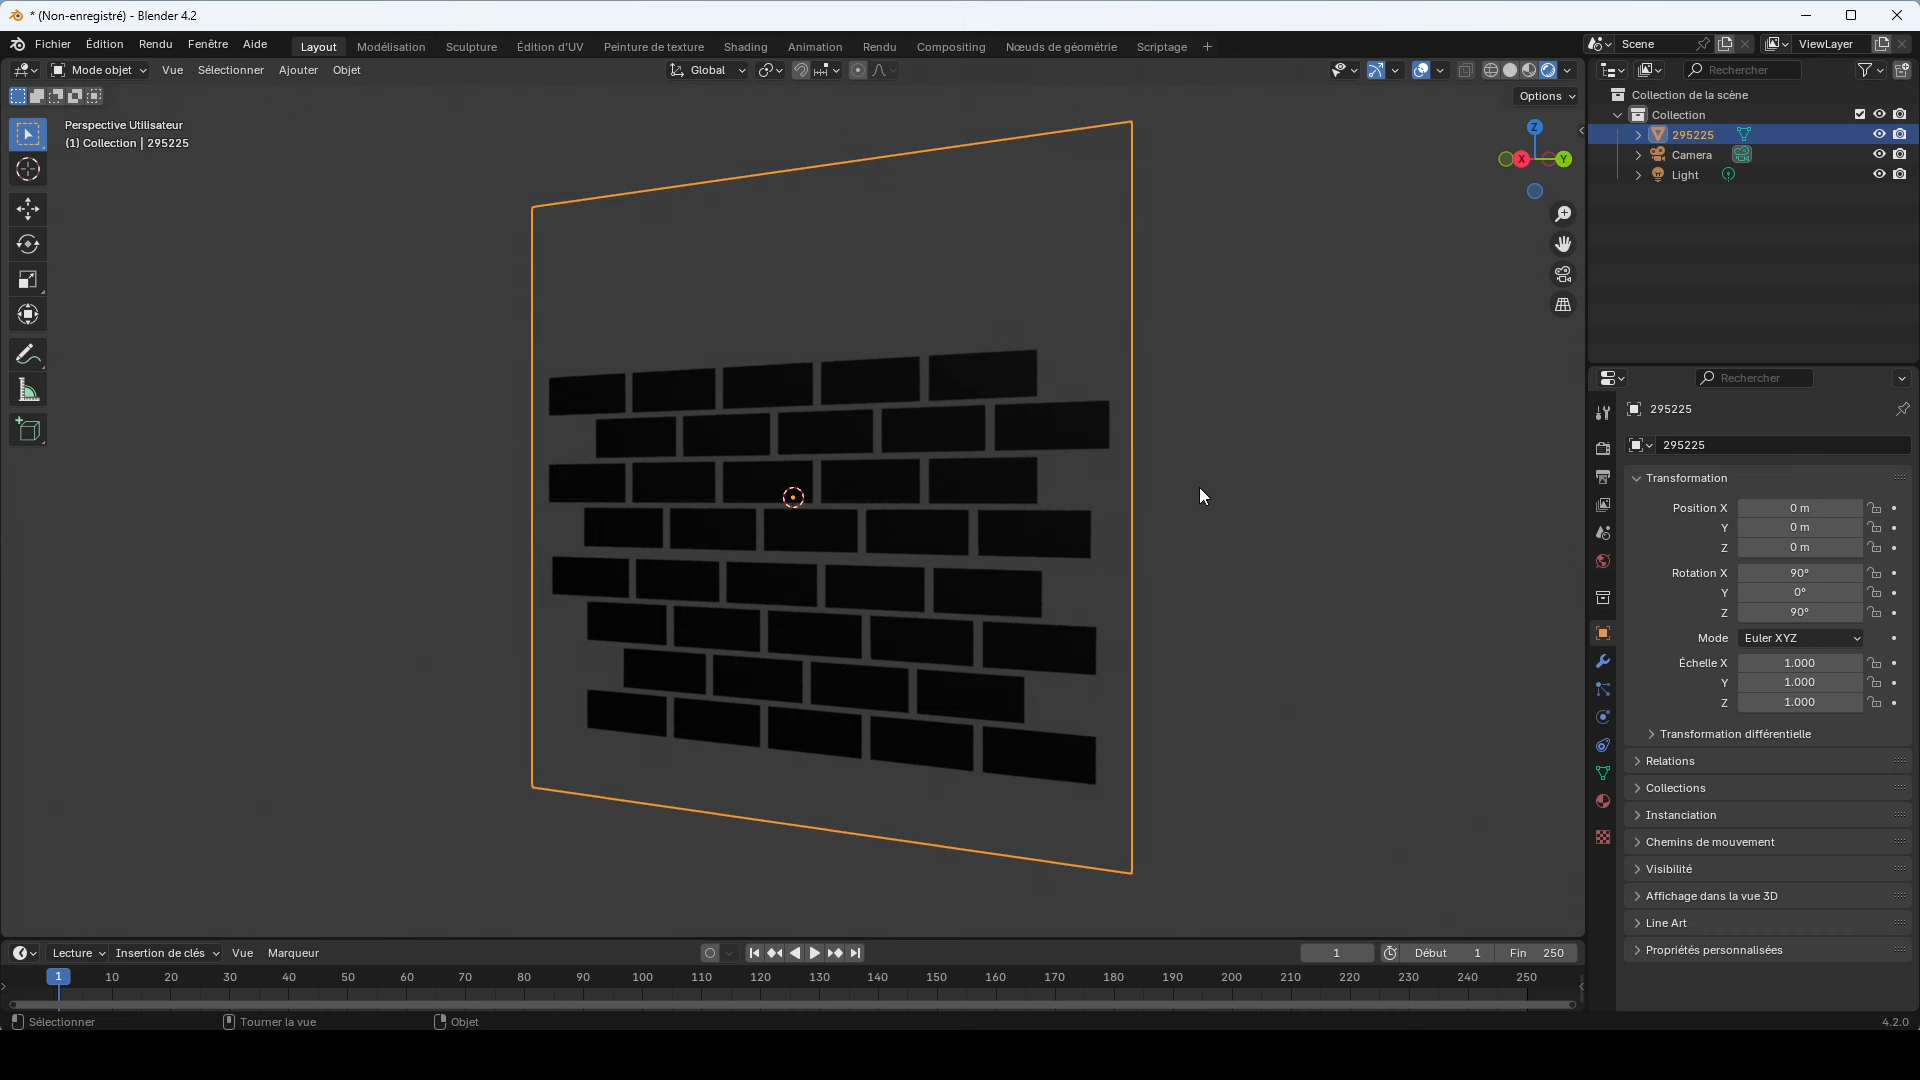 * (Non-enregistré) - Blender 4.2
Fichier Édition Rendu Fenêtre Aide Layout Modélisation Sculpture Édition d'UV Peinture de texture Shading Animation Rendu Compositing Nœuds de géométrie Scriptage + Scene ViewLayer
Mode objet Vue Sélectionner Ajouter Objet Global Rechercher
Options
Collection de la scène
Collection
295225
Camera
Light
Perspective Utilisateur
(1) Collection | 295225
Z
X
Y
Rechercher
295225
295225
Transformation
Position X 0 m
Y 0 m
Z 0 m
Rotation X 90°
Y 0°
Z 90°
Mode Euler XYZ
Échelle X 1.000
Y 1.000
Z 1.000
Transformation différentielle
Relations
Collections
Instanciation
Chemins de mouvement
Visibilité
Affichage dans la vue 3D
Line Art
Propriétés personnalisées
Lecture Insertion de clés Vue Marqueur 1 Début 1 Fin 250
1 10 20 30 40 50 60 70 80 90 100 110 120 130 140 150 160 170 180 190 200 210 220 230 240 250
Sélectionner Tourner la vue Objet 4.2.0